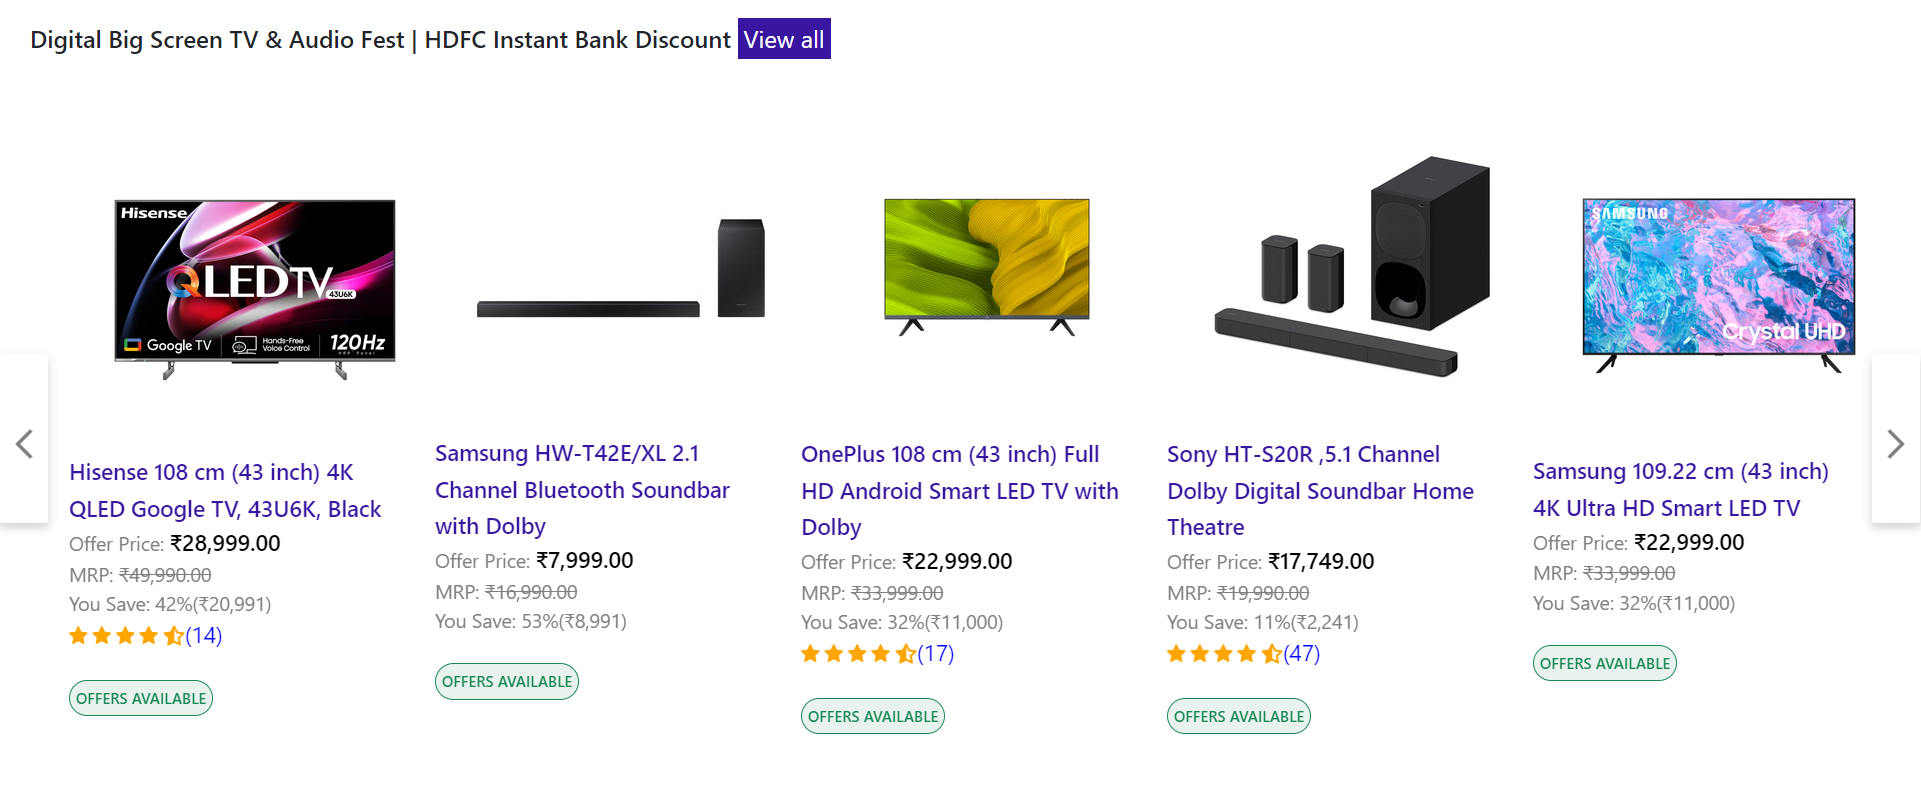 Digital Big Screen TV & Audio Fest | HDFC Instant Bank Discount View all
Hisense
QLEDTV
43U6K
Google TV
Hands-Free
Voice Control
120Hz
HRR Panel
Hisense 108 cm (43 inch) 4K
QLED Google TV, 43U6K, Black
Offer Price: ₹28,999.00
MRP: ₹49,990.00
You Save: 42%(₹20,991)
(14)
OFFERS AVAILABLE
Samsung HW-T42E/XL 2.1
Channel Bluetooth Soundbar
with Dolby
Offer Price: ₹7,999.00
MRP: ₹16,990.00
You Save: 53%(₹8,991)
OFFERS AVAILABLE
OnePlus 108 cm (43 inch) Full
HD Android Smart LED TV with
Dolby
Offer Price: ₹22,999.00
MRP: ₹33,999.00
You Save: 32%(₹11,000)
(17)
OFFERS AVAILABLE
Sony HT-S20R ,5.1 Channel
Dolby Digital Soundbar Home
Theatre
Offer Price: ₹17,749.00
MRP: ₹19,990.00
You Save: 11%(₹2,241)
(47)
OFFERS AVAILABLE
SAMSUNG
Crystal UHD
Samsung 109.22 cm (43 inch)
4K Ultra HD Smart LED TV
Offer Price: ₹22,999.00
MRP: ₹33,999.00
You Save: 32%(₹11,000)
OFFERS AVAILABLE